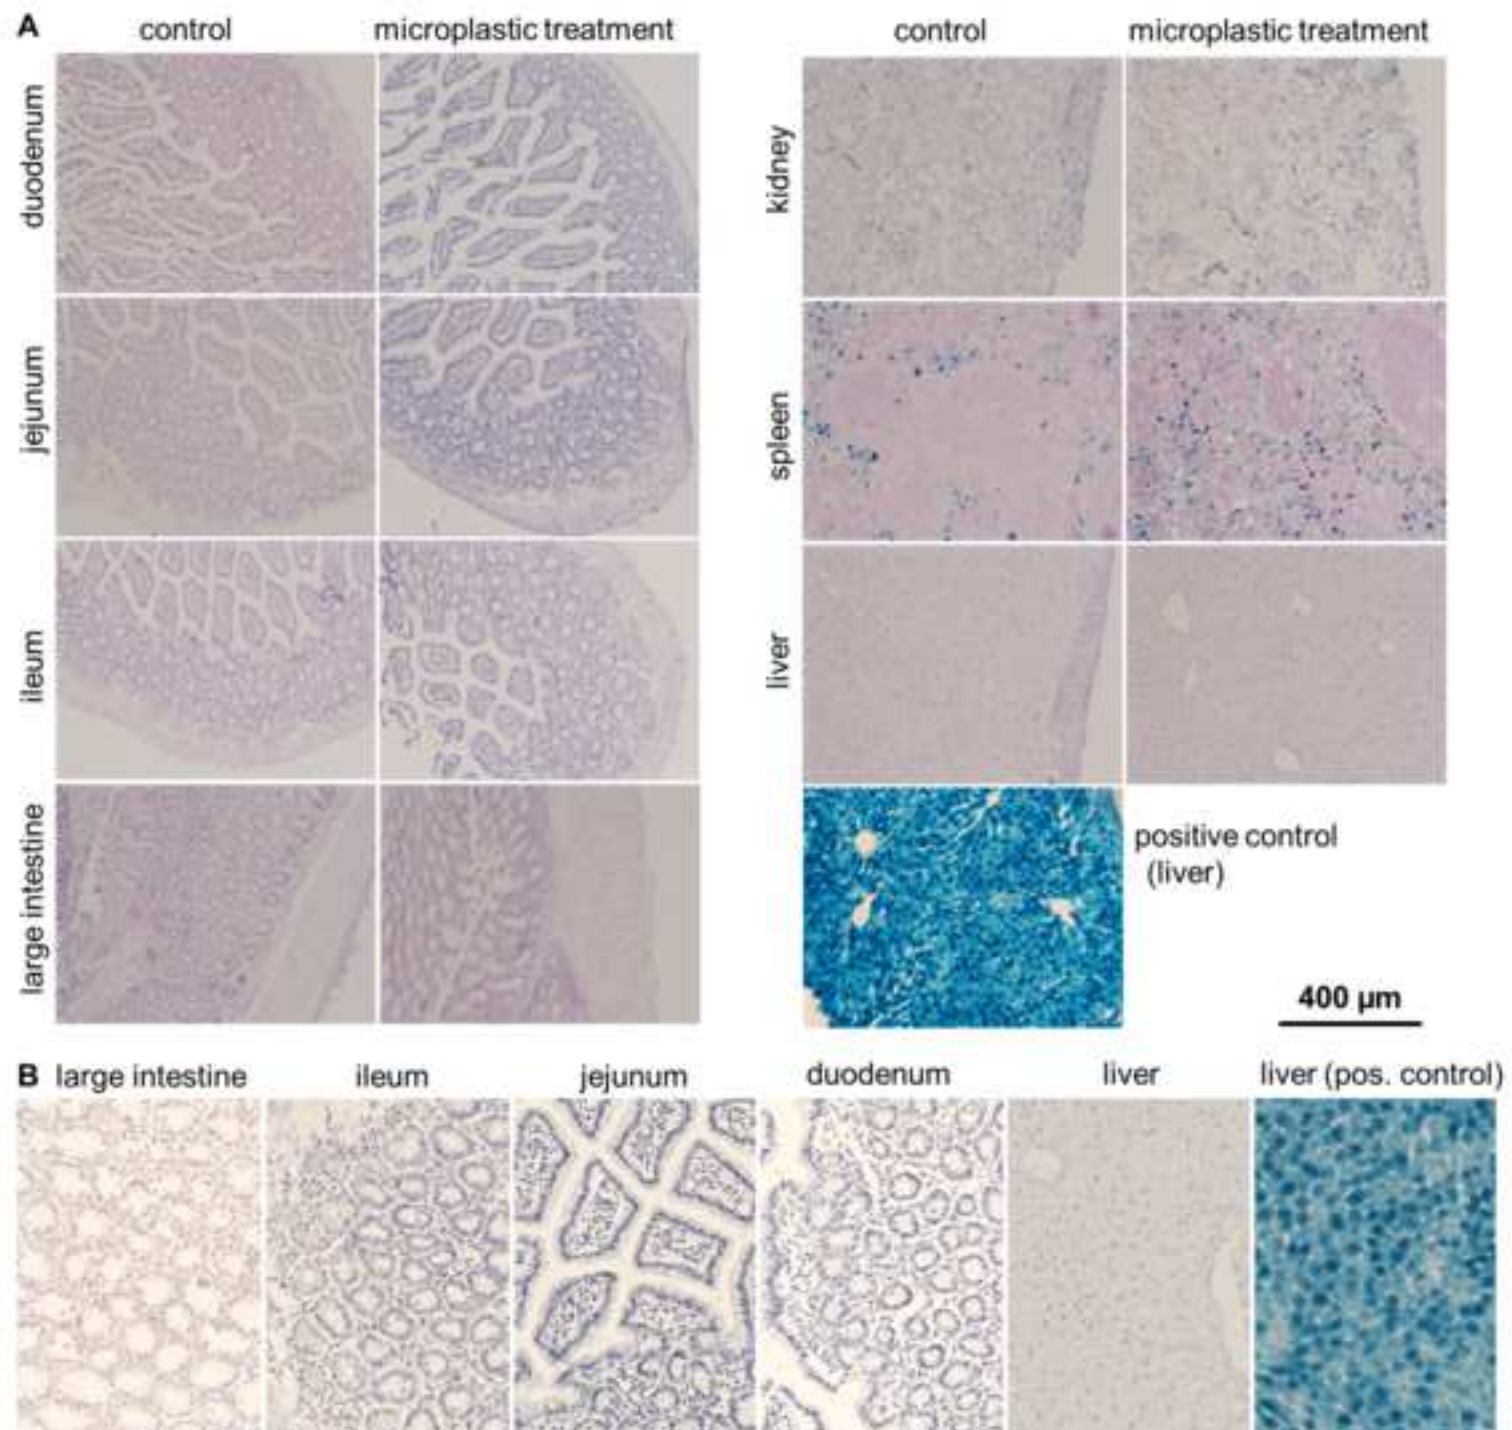 A
control
microplastic treatment
control
microplastic treatment
duodenum
jejunum
ileum
large intestine
kidney
spleen
liver
positive control
(liver)
400 µm
B
large intestine
ileum
jejunum
duodenum
liver
liver (pos. control)